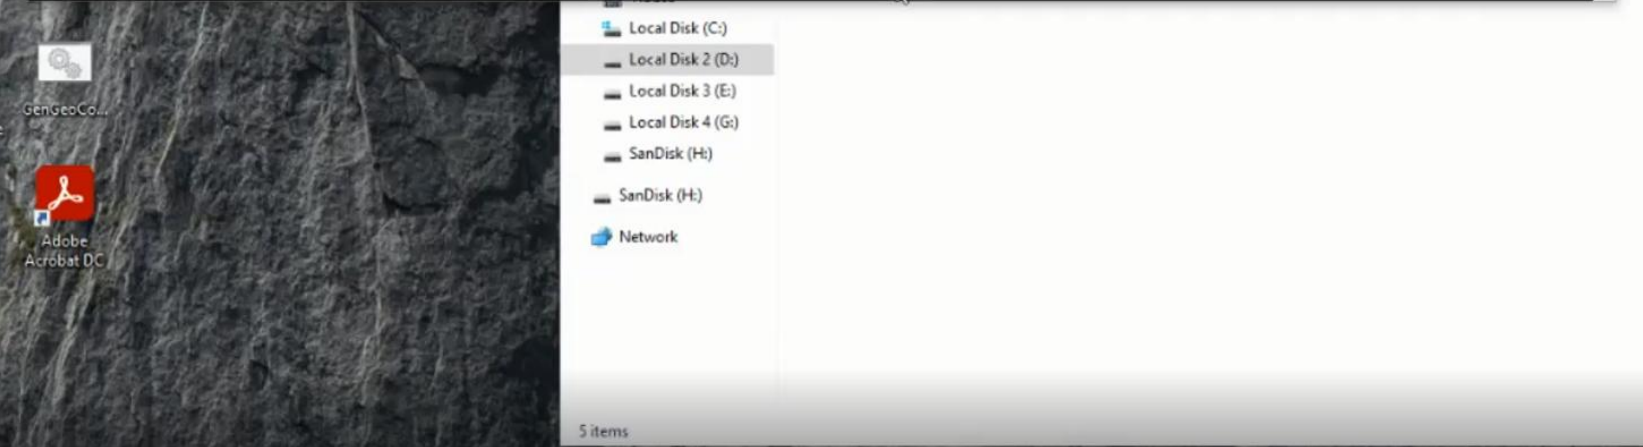 GenGeoCo...
Adobe
Acrobat DC
Local Disk (C:)
Local Disk 2 (D:)
Local Disk 3 (E:)
Local Disk 4 (G:)
SanDisk (H:)
SanDisk (H:)
Network
5 items